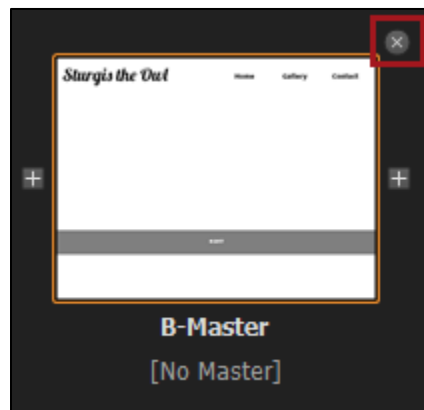 Sturgis the Owl
Home Gallery Contact
B-Master
[No Master]